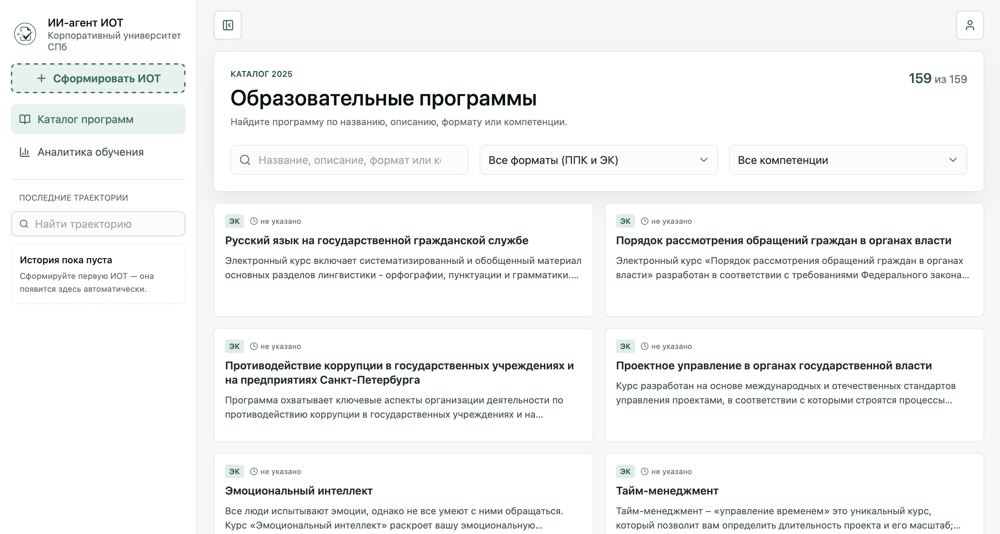 ИИ-агент ИОТ
Корпоративный университет
СПб
Сформировать ИОТ
Каталог программ
Аналитика обучения
ПОСЛЕДНИЕ ТРАЕКТОРИИ
Найти траекторию
История пока пуста
Сформируйте первую ИОТ — она
появится здесь автоматически.
КАТАЛОГ 2025
159 из 159
Образовательные программы
Найдите программу по названию, описанию, формату или компетенции.
Название, описание, формат или
Все форматы (ППК и ЭК)
Все компетенции
ЭК не указано
Русский язык на государственной гражданской службе
Электронный курс включает систематизированный и обобщенный материал
основных разделов лингвистики - орфографии, пунктуации и грамматики....
ЭК не указано
Порядок рассмотрения обращений граждан в органах власти
Электронный курс «Порядок рассмотрения обращений граждан в органах
власти» разработан в соответствии с требованиями Федерального закона...
ЭК не указано
Противодействие коррупции в государственных учреждениях и
на предприятиях Санкт-Петербурга
Программа охватывает ключевые аспекты организации деятельности по
противодействию коррупции в государственных учреждениях и на...
ЭК не указано
Проектное управление в органах государственной власти
Курс разработан на основе международных и отечественных стандартов
управления проектами, в соответствии с которыми строятся процессы...
ЭК не указано
Эмоциональный интеллект
Все люди испытывают эмоции, однако не все умеют с ними обращаться.
Курс «Эмоциональный интеллект» раскроет вашу эмоциональную...
ЭК не указано
Тайм-менеджмент
Тайм-менеджмент – «управление временем» это уникальный курс,
который позволит вам определить длительность проекта и его масштаб;...